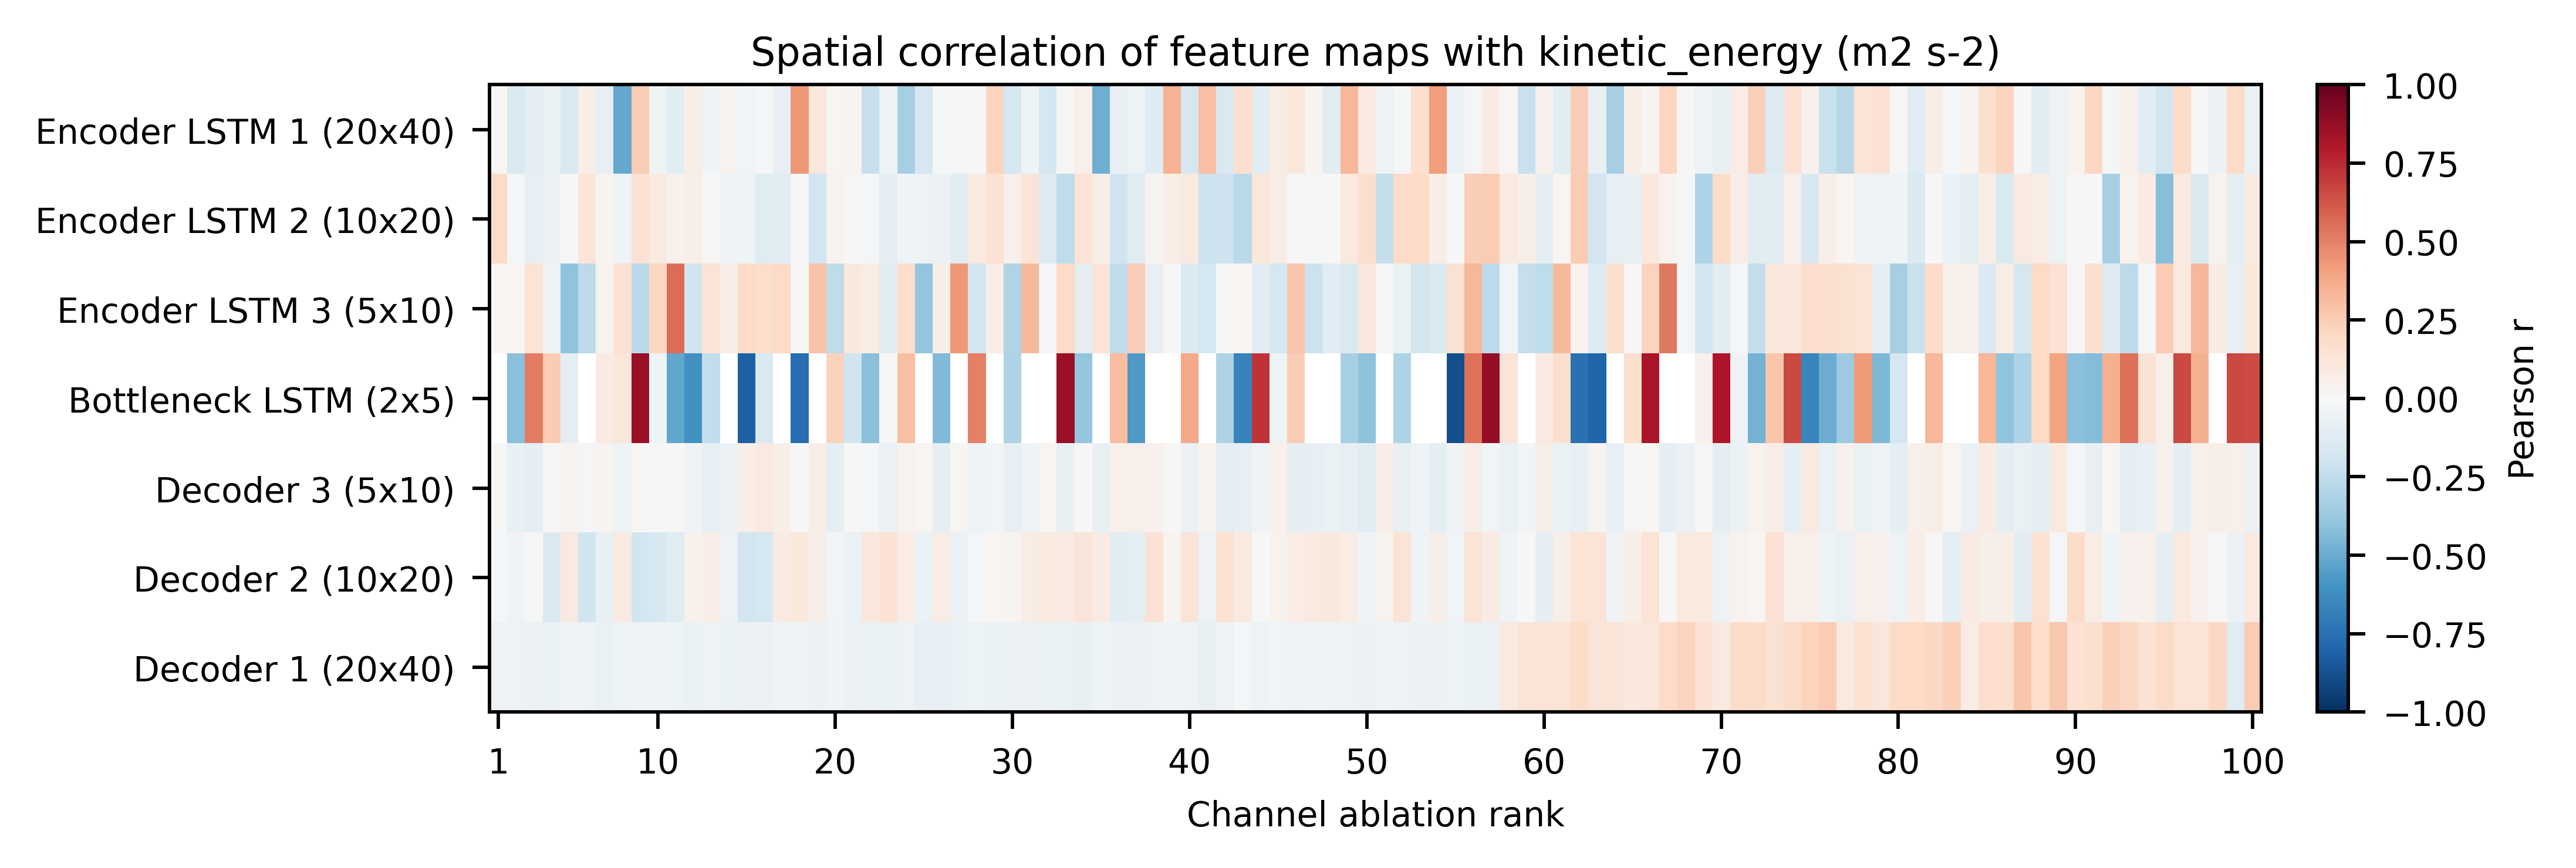 Spatial correlation of feature maps with kinetic_energy (m2 s-2)
Encoder LSTM 1 (20x40)
Encoder LSTM 2 (10x20)
Encoder LSTM 3 (5x10)
Bottleneck LSTM (2x5)
Decoder 3 (5x10)
Decoder 2 (10x20)
Decoder 1 (20x40)
1 10 20 30 40 50 60 70 80 90 100
Channel ablation rank
1.00
0.75
0.50
0.25
0.00
−0.25
−0.50
−0.75
−1.00
Pearson r